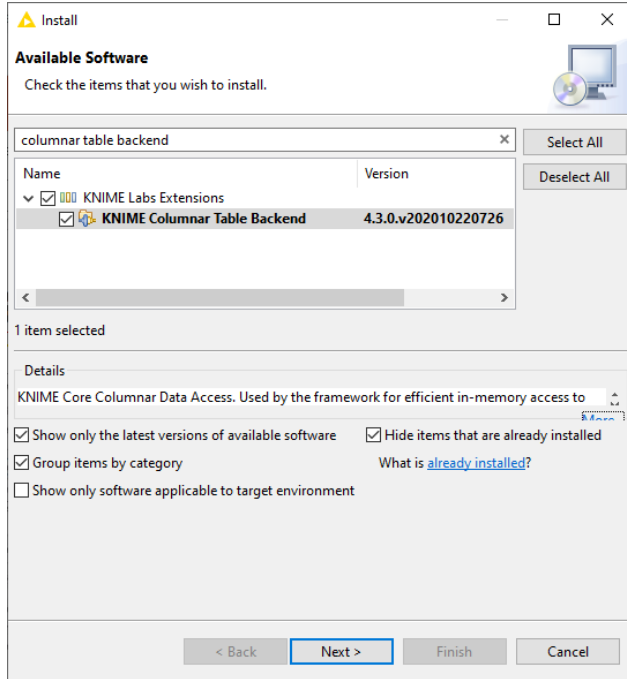 Install
Available Software
Check the items that you wish to install.
columnar table backend
Select All
Name Version
Deselect All
KNIME Labs Extensions
KNIME Columnar Table Backend 4.3.0.v202010220726
1 item selected
Details
KNIME Core Columnar Data Access. Used by the framework for efficient in-memory access to
More...
Show only the latest versions of available software Hide items that are already installed
Group items by category What is already installed?
Show only software applicable to target environment
< Back Next > Finish Cancel